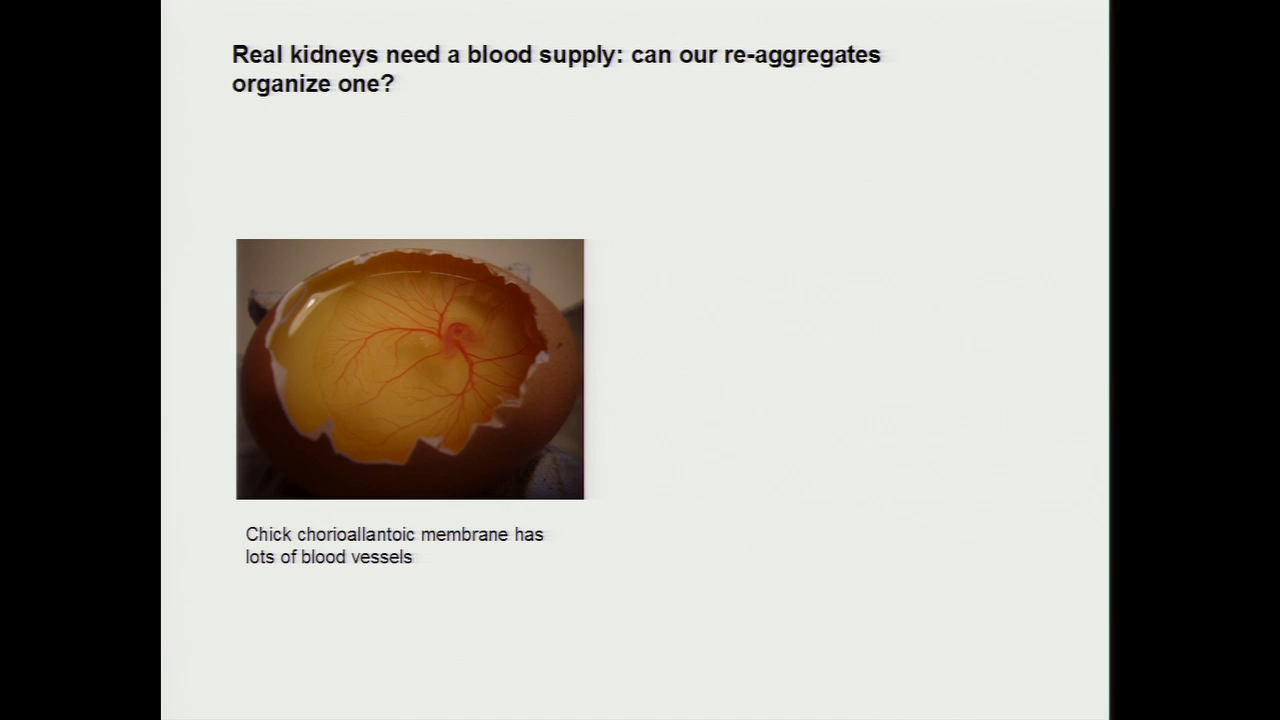 Real kidneys need a blood supply: can our re-aggregates
organize one?
Chick chorioallantoic membrane has
lots of blood vessels